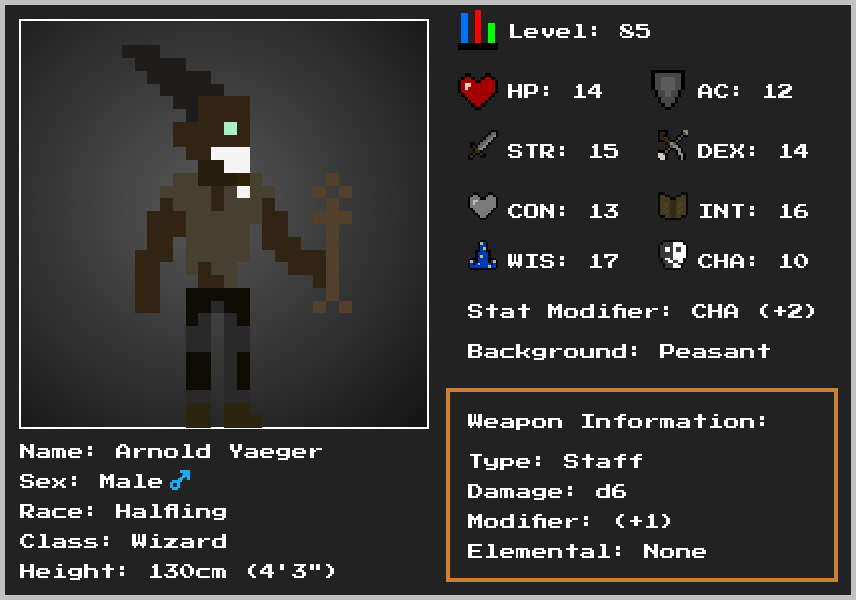 Level: 85
HP: 14
AC: 12
STR: 15
DEX: 14
CON: 13
INT: 16
WIS: 17
CHA: 10
Stat Modifier: CHA (+2)
Background: Peasant
Weapon Information:
Type: Staff
Damage: d6
Modifier: (+1)
Elemental: None
Name: Arnold Yaeger
Sex: Male ♂
Race: Halfling
Class: Wizard
Height: 130cm (4'3")